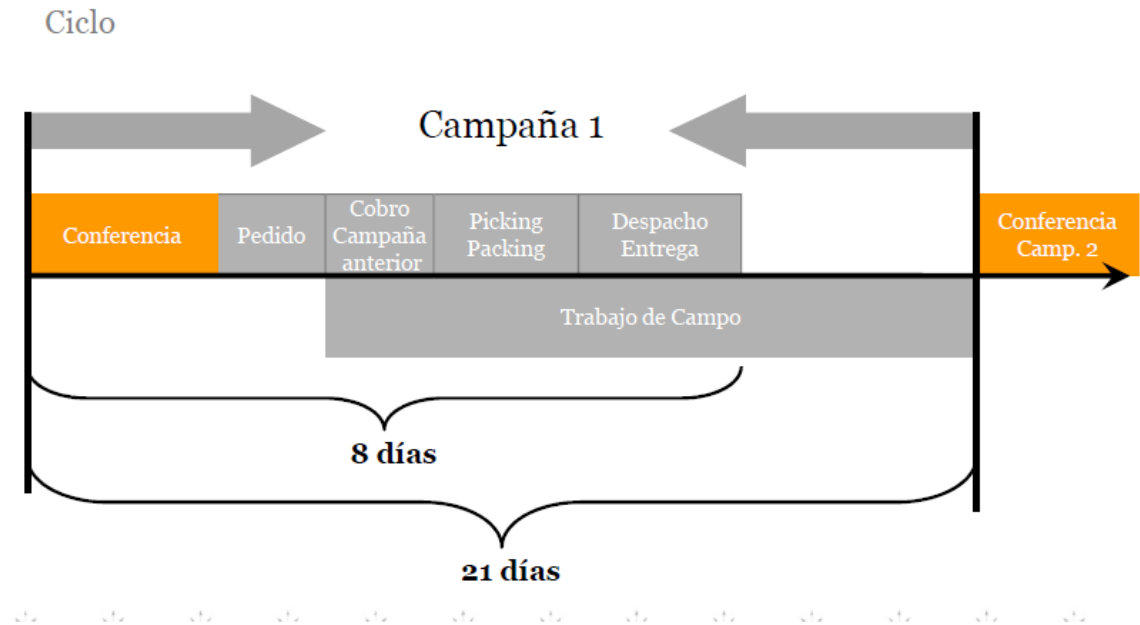 Ciclo
Campaña 1
Conferencia
Pedido
Cobro
Campaña
anterior
Picking
Packing
Despacho
Entrega
Conferencia
Camp. 2
Trabajo de Campo
8 días
21 días